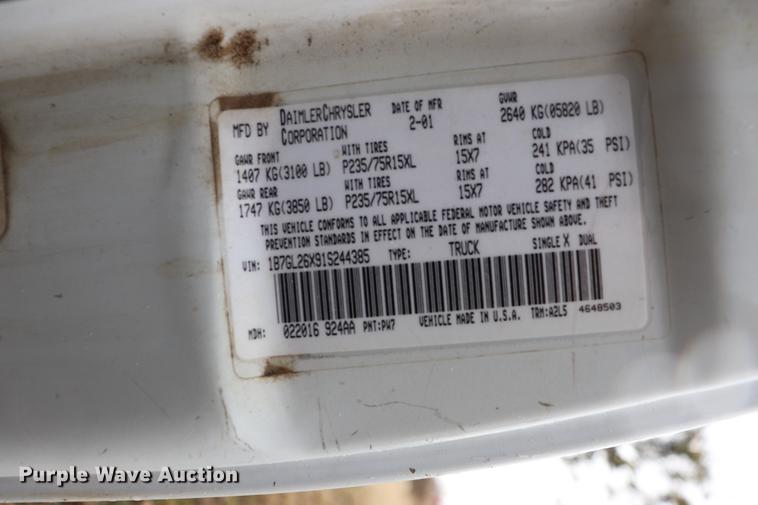 MFD BY DAIMLERCHRYSLER CORPORATION DATE OF MFR 2-01 GVWR 2640 KG(05820 LB)
GAWR FRONT WITH TIRES RIMS AT COLD
1407 KG(3100 LB) P235/75R15XL 15X7 241 KPA(35 PSI)
GAWR REAR WITH TIRES RIMS AT COLD
1747 KG(3850 LB) P235/75R15XL 15X7 282 KPA(41 PSI)
THIS VEHICLE CONFORMS TO ALL APPLICABLE FEDERAL MOTOR VEHICLE SAFETY AND THEFT
PREVENTION STANDARDS IN EFFECT ON THE DATE OF MANUFACTURE SHOWN ABOVE.
VIN: 1B7GL26X91S244385 TYPE: TRUCK SINGLE X DUAL
MDH: 022016 924AA PNT:PW7 VEHICLE MADE IN U.S.A. TRM:A2L5 4648503
Purple Wave Auction